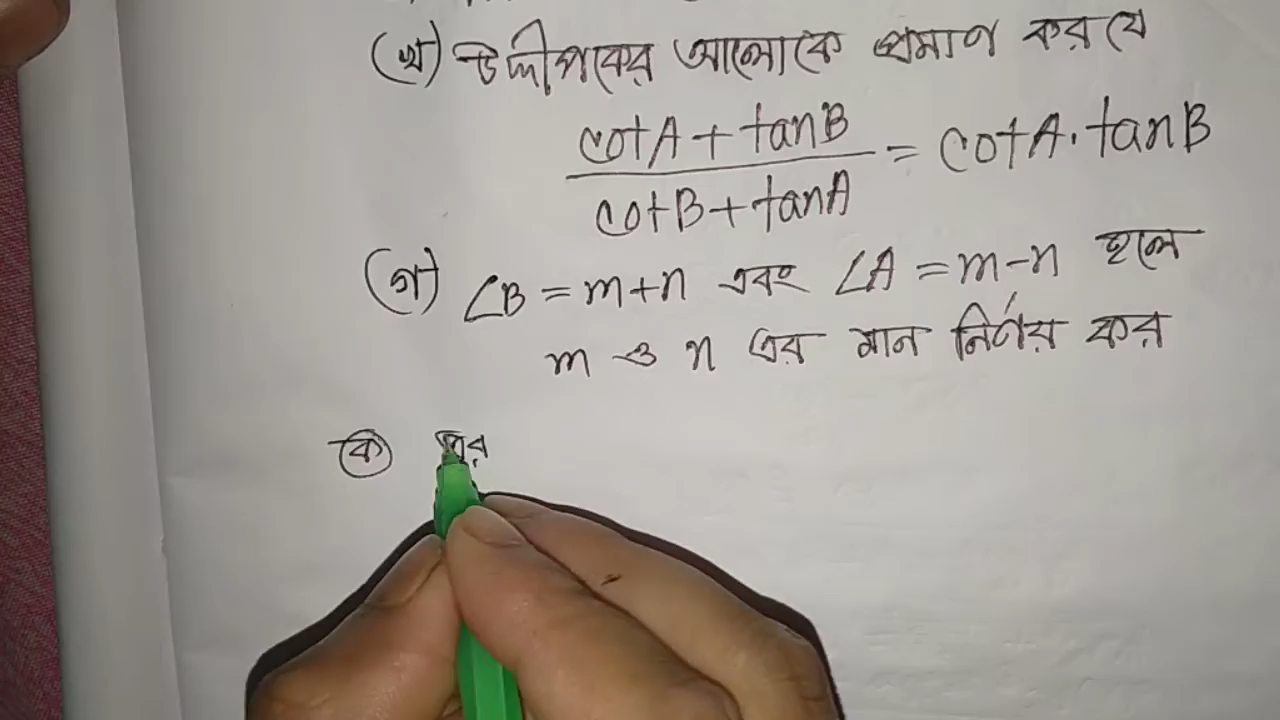 (খ) উদ্দীপকের আলোকে প্রমাণ কর যে
cotA + tanB
cotB + tanA
= cotA . tanB
(গ) ∠B = m+n এবং ∠A = m-n হলে
m ও n এর মান নির্ণয় কর
ক